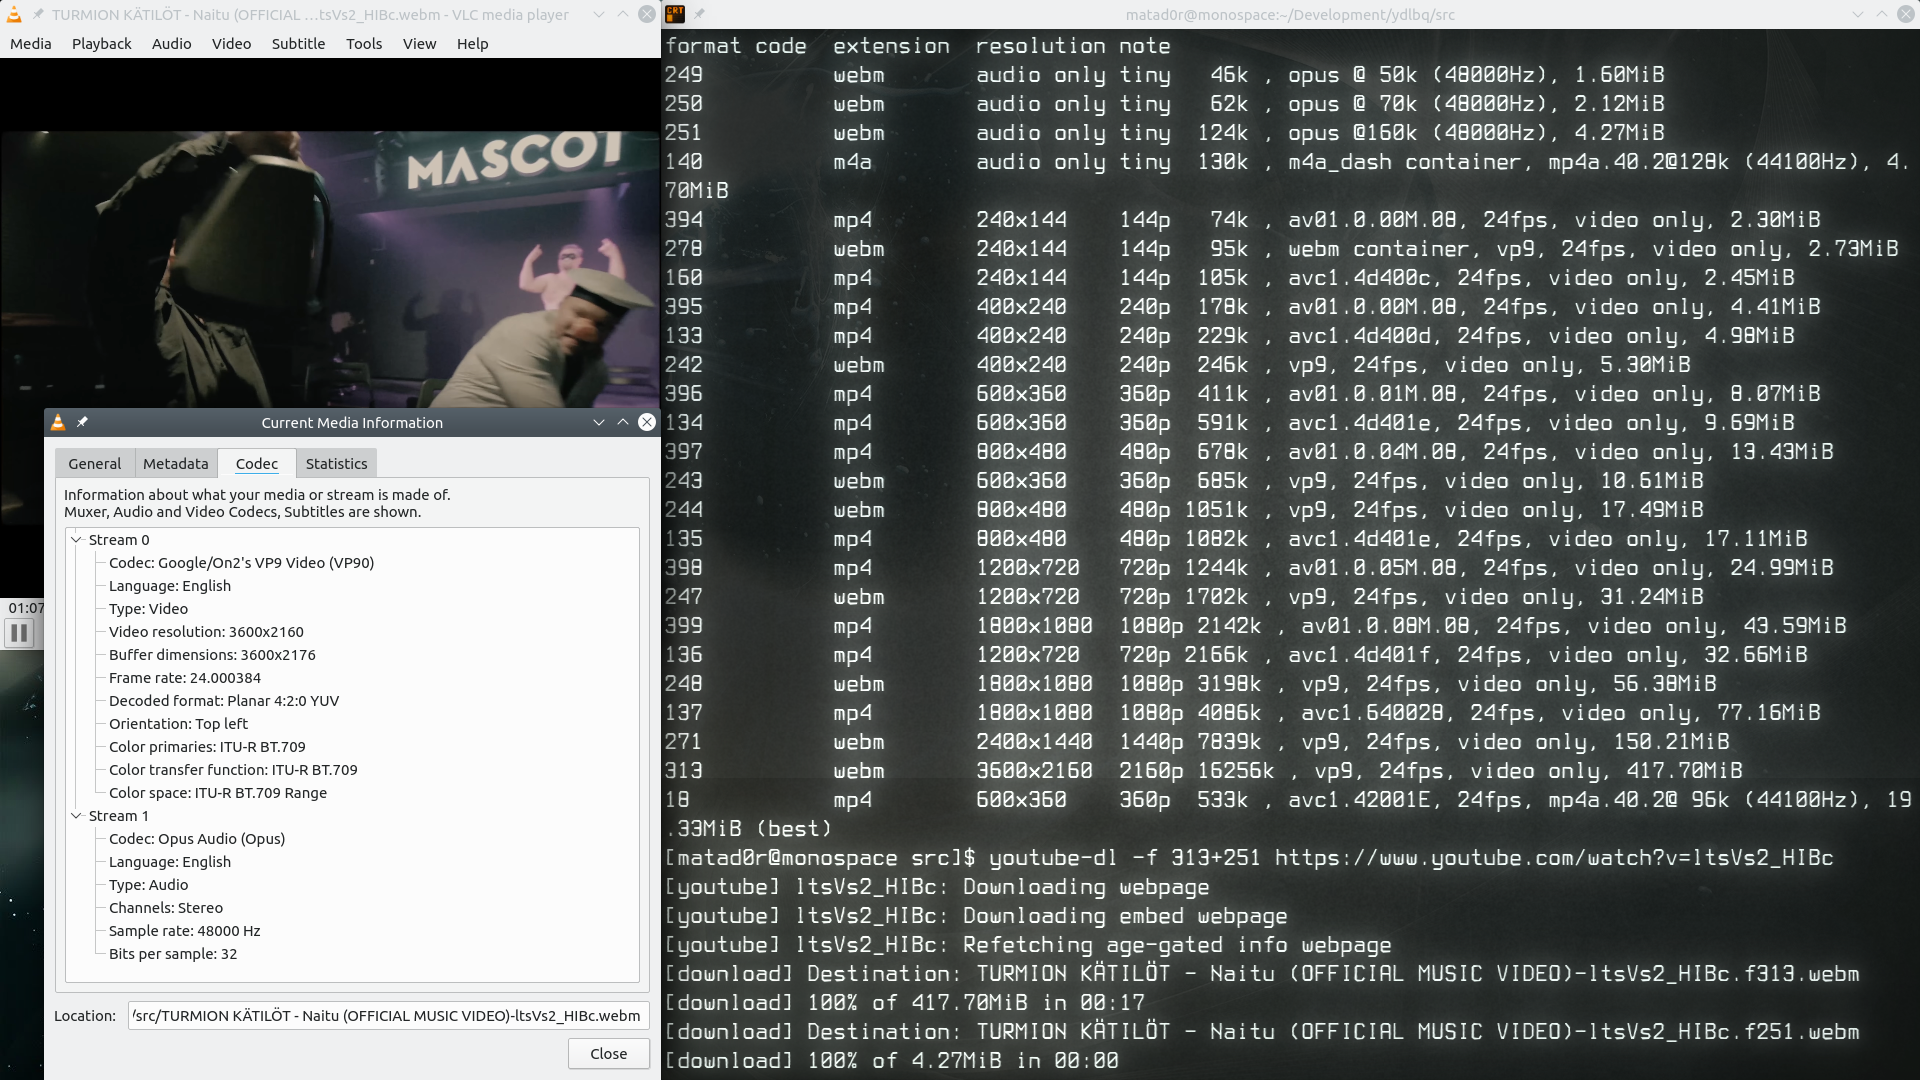 TURMION KÄTILÖT - Naitu (OFFICIAL ...tsVs2_HIBc.webm - VLC media player
Media Playback Audio Video Subtitle Tools View Help
MASCOT
01:07
Current Media Information
General Metadata Codec Statistics
Information about what your media or stream is made of.
Muxer, Audio and Video Codecs, Subtitles are shown.
Stream 0
Codec: Google/On2's VP9 Video (VP90)
Language: English
Type: Video
Video resolution: 3600x2160
Buffer dimensions: 3600x2176
Frame rate: 24.000384
Decoded format: Planar 4:2:0 YUV
Orientation: Top left
Color primaries: ITU-R BT.709
Color transfer function: ITU-R BT.709
Color space: ITU-R BT.709 Range
Stream 1
Codec: Opus Audio (Opus)
Language: English
Type: Audio
Channels: Stereo
Sample rate: 48000 Hz
Bits per sample: 32
Location: /src/TURMION KÄTILÖT - Naitu (OFFICIAL MUSIC VIDEO)-ltsVs2_HIBc.webm
Close
CRT
matad0r@monospace:~/Development/ydlbq/src
format code extension resolution note
249 webm audio only tiny 46k , opus @ 50k (48000Hz), 1.60MiB
250 webm audio only tiny 62k , opus @ 70k (48000Hz), 2.12MiB
251 webm audio only tiny 124k , opus @160k (48000Hz), 4.27MiB
140 m4a audio only tiny 130k , m4a_dash container, mp4a.40.2@128k (44100Hz), 4.
70MiB
394 mp4 240x144 144p 74k , av01.0.00M.08, 24fps, video only, 2.30MiB
278 webm 240x144 144p 95k , webm container, vp9, 24fps, video only, 2.73MiB
160 mp4 240x144 144p 105k , avc1.4d400c, 24fps, video only, 2.45MiB
395 mp4 400x240 240p 178k , av01.0.00M.08, 24fps, video only, 4.41MiB
133 mp4 400x240 240p 229k , avc1.4d400d, 24fps, video only, 4.98MiB
242 webm 400x240 240p 246k , vp9, 24fps, video only, 5.30MiB
396 mp4 600x360 360p 411k , av01.0.01M.08, 24fps, video only, 8.07MiB
134 mp4 600x360 360p 591k , avc1.4d401e, 24fps, video only, 9.69MiB
397 mp4 800x480 480p 678k , av01.0.04M.08, 24fps, video only, 13.43MiB
243 webm 600x360 360p 685k , vp9, 24fps, video only, 10.61MiB
244 webm 800x480 480p 1051k , vp9, 24fps, video only, 17.49MiB
135 mp4 800x480 480p 1082k , avc1.4d401e, 24fps, video only, 17.11MiB
398 mp4 1200x720 720p 1244k , av01.0.05M.08, 24fps, video only, 24.99MiB
247 webm 1200x720 720p 1702k , vp9, 24fps, video only, 31.24MiB
399 mp4 1800x1080 1080p 2142k , av01.0.08M.08, 24fps, video only, 43.59MiB
136 mp4 1200x720 720p 2166k , avc1.4d401f, 24fps, video only, 32.66MiB
248 webm 1800x1080 1080p 3198k , vp9, 24fps, video only, 56.38MiB
137 mp4 1800x1080 1080p 4086k , avc1.640028, 24fps, video only, 77.16MiB
271 webm 2400x1440 1440p 7839k , vp9, 24fps, video only, 150.21MiB
313 webm 3600x2160 2160p 16256k , vp9, 24fps, video only, 417.70MiB
18 mp4 600x360 360p 533k , avc1.42001E, 24fps, mp4a.40.2@ 96k (44100Hz), 19
.33MiB (best)
[matad0r@monospace src]$ youtube-dl -f 313+251 https://www.youtube.com/watch?v=ltsVs2_HIBc
[youtube] ltsVs2_HIBc: Downloading webpage
[youtube] ltsVs2_HIBc: Downloading embed webpage
[youtube] ltsVs2_HIBc: Refetching age-gated info webpage
[download] Destination: TURMION KÄTILÖT - Naitu (OFFICIAL MUSIC VIDEO)-ltsVs2_HIBc.f313.webm
[download] 100% of 417.70MiB in 00:17
[download] Destination: TURMION KÄTILÖT - Naitu (OFFICIAL MUSIC VIDEO)-ltsVs2_HIBc.f251.webm
[download] 100% of 4.27MiB in 00:00